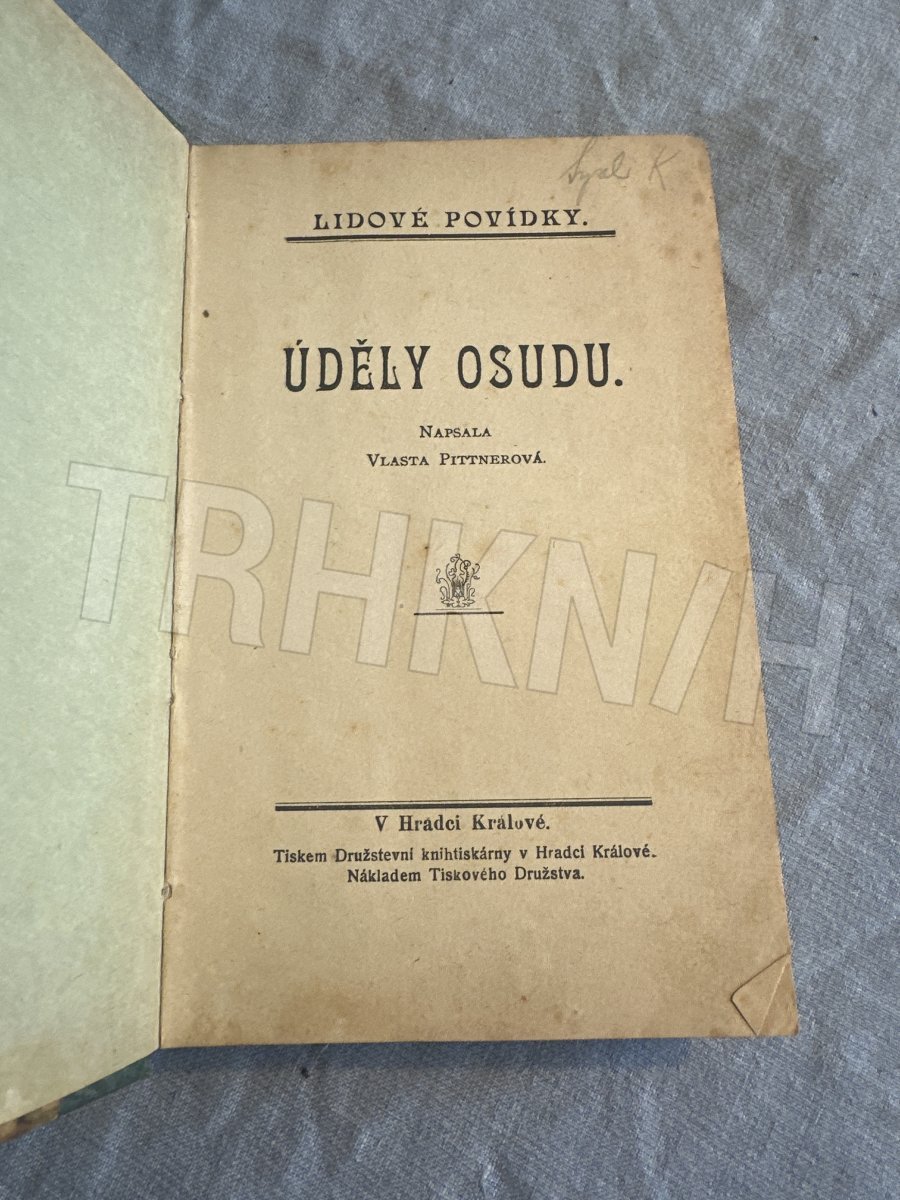 LIDOVÉ POVÍDKY.
ÚDĚLY OSUDU.
NAPSALA
VLASTA PITTNEROVÁ.
TRHKNIH
V Hradci Králové.
Tiskem Družstevní knihtiskárny v Hradci Králové.
Nákladem Tiskového Družstva.